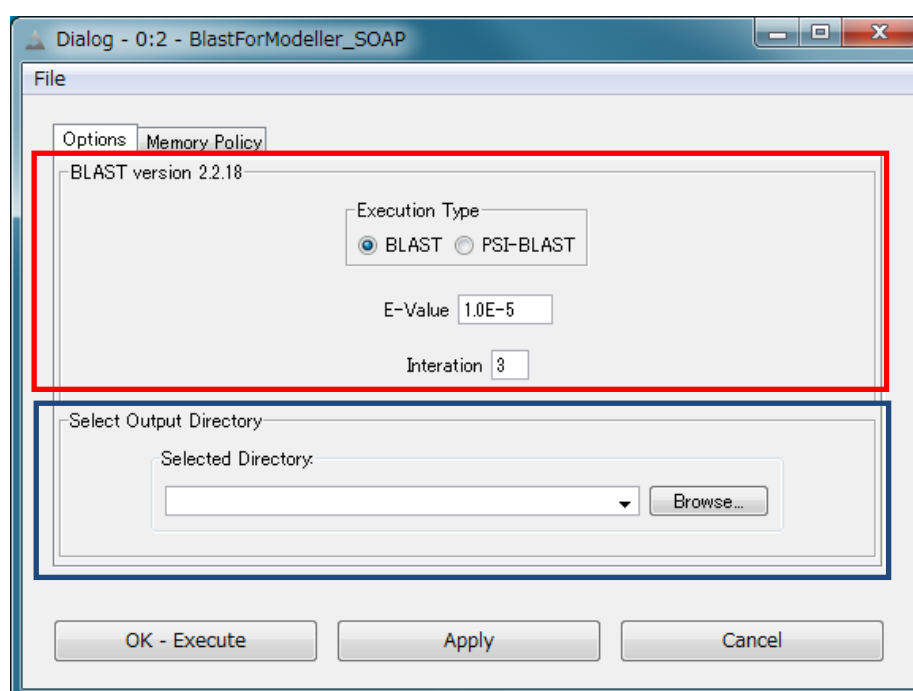 Dialog - 0:2 - BlastForModeller_SOAP
File
Options Memory Policy
BLAST version 2.2.18
Execution Type
BLAST PSI-BLAST
E-Value 1.0E-5
Interation 3
Select Output Directory
Selected Directory:
Browse...
OK - Execute Apply Cancel